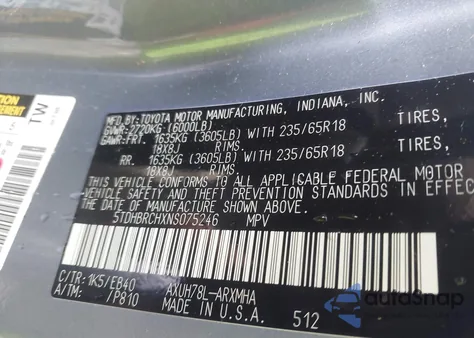 MFD. BY: TOYOTA MOTOR MANUFACTURING, INDIANA, INC.
GVWR: 2720KG (6000LB)
GAWR: FRT. 1635KG (3605LB) WITH 235/65R18 TIRES,
18X8J RIMS.
RR. 1635KG (3605LB) WITH 235/65R18 TIRES,
18X8J RIMS.
THIS VEHICLE CONFORMS TO ALL APPLICABLE FEDERAL MOTOR
VEHICLE SAFETY AND THEFT PREVENTION STANDARDS IN EFFEC
THE DATE OF MANUFACTURE SHOWN ABOVE.
5TDHBRCHXNS075246 MPV
C/TR: 1K5/EB40 AXUH78L-ARXMHA
A/TM: /P810 MADE IN U.S.A. 512
TW
autoSnap